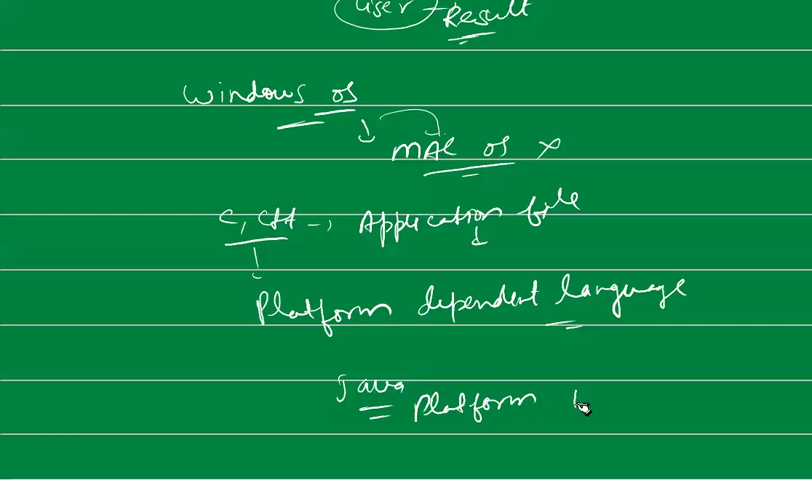 user - Result
Windows OS
MAC OS X
C, C++ -, Application file
Platform dependent language
Java
Platform